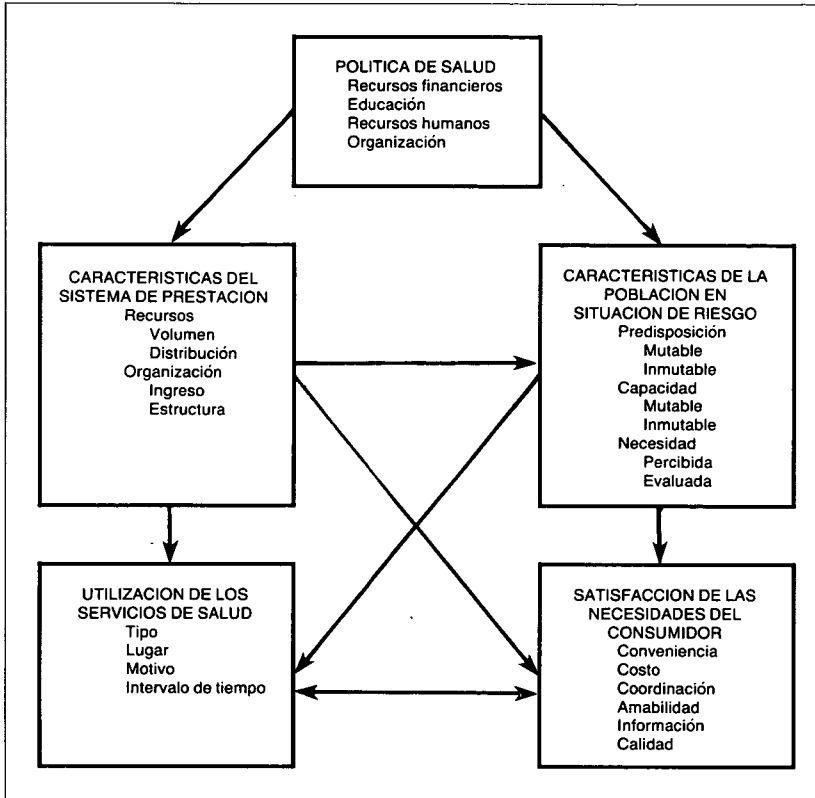 POLITICA DE SALUD
Recursos financieros
Educación
Recursos humanos
Organización
CARACTERISTICAS DEL
SISTEMA DE PRESTACION
Recursos
Volumen
Distribución
Organización
Ingreso
Estructura
CARACTERISTICAS DE LA
POBLACION EN
SITUACION DE RIESGO
Predisposición
Mutable
Inmutable
Capacidad
Mutable
Inmutable
Necesidad
Percibida
Evaluada
UTILIZACION DE LOS
SERVICIOS DE SALUD
Tipo
Lugar
Motivo
Intervalo de tiempo
SATISFACCION DE LAS
NECESIDADES DEL
CONSUMIDOR
Conveniencia
Costo
Coordinación
Amabilidad
Información
Calidad